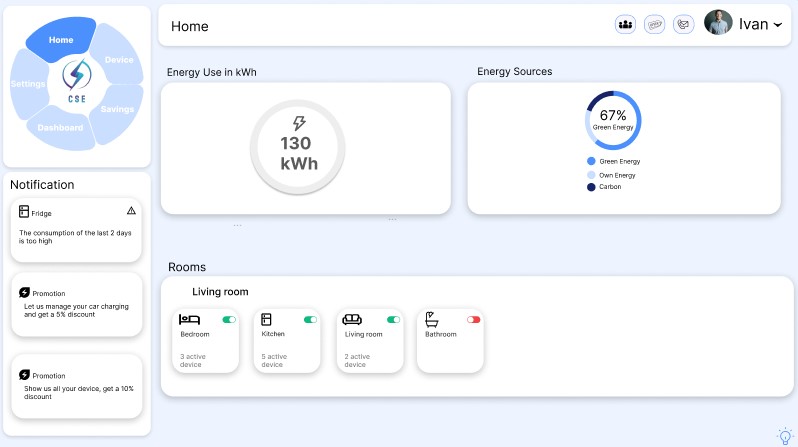 Home
Device
Settings
Savings
Dashboard
CSE
Home
Ivan
Notification
Fridge
The consumption of the last 2 days
is too high
Promotion
Let us manage your car charging
and get a 5% discount
Promotion
Show us all your device, get a 10%
discount
Energy Use in kWh
130
kWh
...
...
Energy Sources
67%
Green Energy
Green Energy
Own Energy
Carbon
Rooms
Living room
Bedroom
3 active
device
Kitchen
5 active
device
Living room
2 active
device
Bathroom